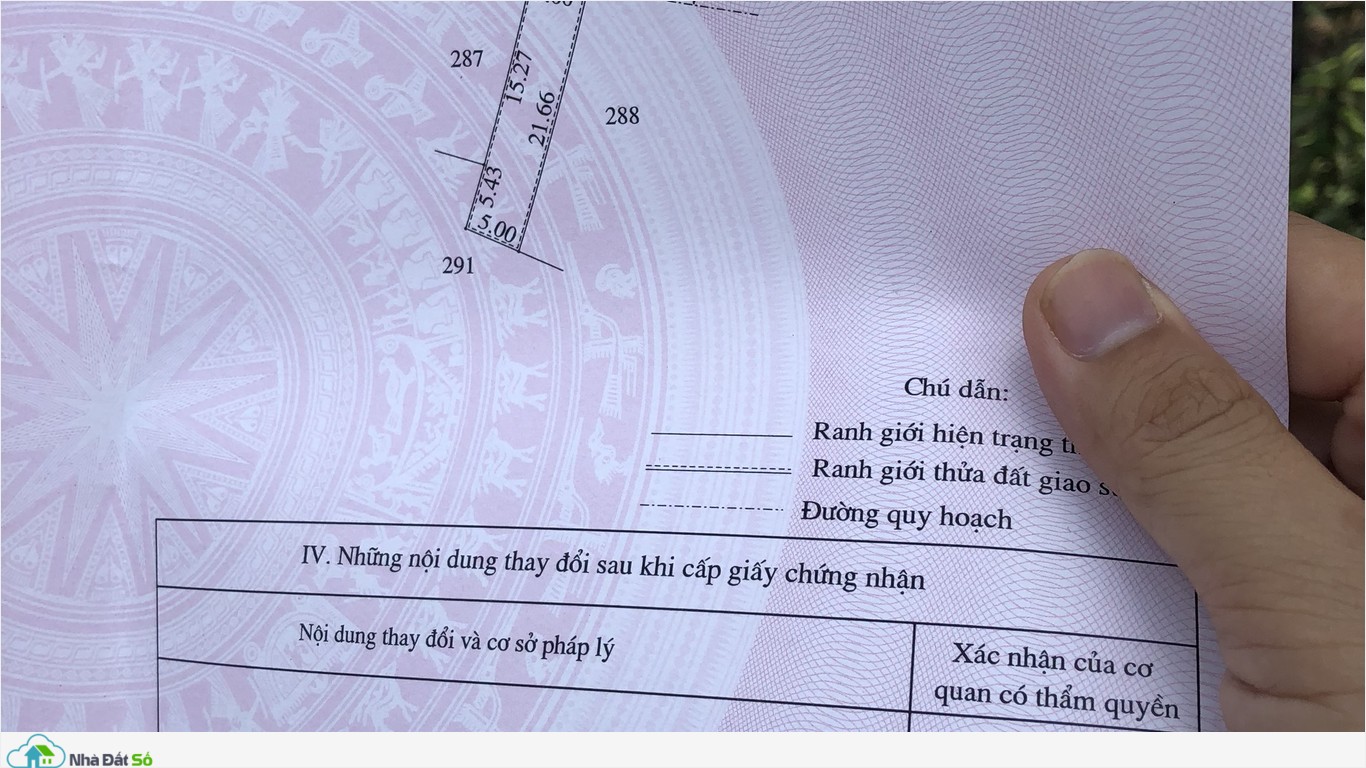 287
15.27
21.66
288
5.43
5.00
291
Chú dẫn:
Ranh giới hiện trạng
Ranh giới thửa đất giao
Đường quy hoạch
IV. Những nội dung thay đổi sau khi cấp giấy chứng nhận
Nội dung thay đổi và cơ sở pháp lý
Xác nhận của cơ
quan có thẩm quyền
Nhà Đất Số